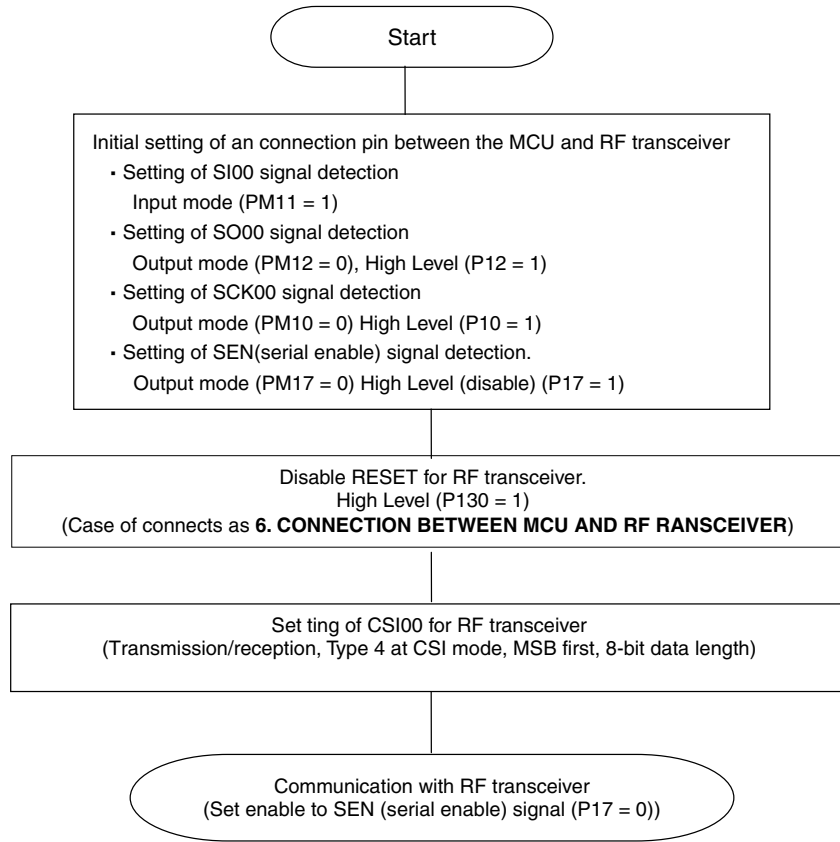 Start
Initial setting of an connection pin between the MCU and RF transceiver
▪ Setting of SI00 signal detection
Input mode (PM11 = 1)
▪ Setting of SO00 signal detection
Output mode (PM12 = 0), High Level (P12 = 1)
▪ Setting of SCK00 signal detection
Output mode (PM10 = 0) High Level (P10 = 1)
▪ Setting of SEN(serial enable) signal detection.
Output mode (PM17 = 0) High Level (disable) (P17 = 1)
Disable RESET for RF transceiver.
High Level (P130 = 1)
(Case of connects as 6. CONNECTION BETWEEN MCU AND RF RANSCEIVER)
Set ting of CSI00 for RF transceiver
(Transmission/reception, Type 4 at CSI mode, MSB first, 8-bit data length)
Communication with RF transceiver
(Set enable to SEN (serial enable) signal (P17 = 0))